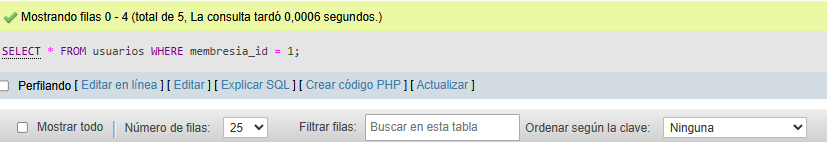 Mostrando filas 0 - 4 (total de 5, La consulta tardó 0,0006 segundos.)
SELECT * FROM usuarios WHERE membresia_id = 1;
Perfilando [ Editar en línea ] [ Editar ] [ Explicar SQL ] [ Crear código PHP ] [ Actualizar ]
Mostrar todo | Número de filas: 25 Filtrar filas: Buscar en esta tabla Ordenar según la clave: Ninguna